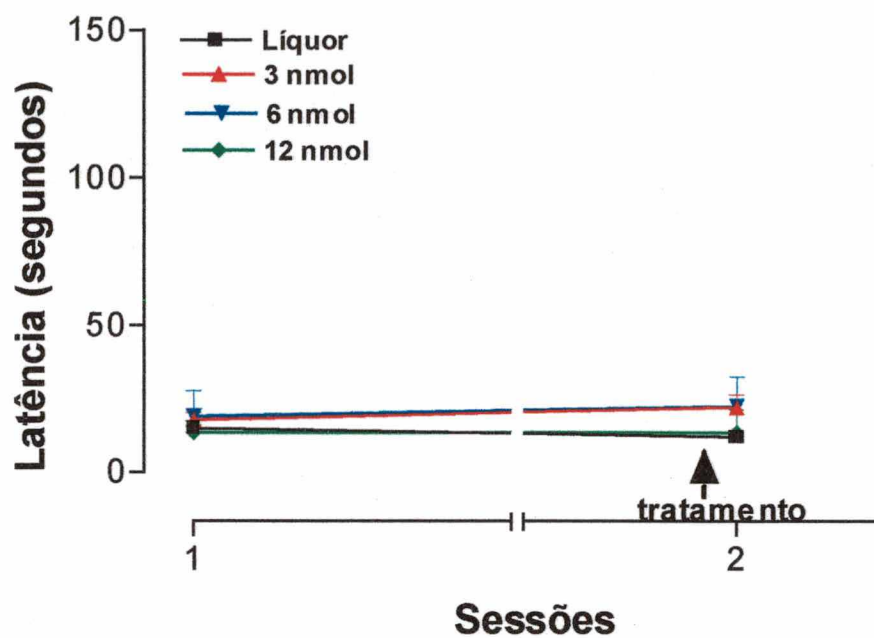 150
100
50
0
Latência (segundos)
Líquor
3 nmol
6 nmol
12 nmol
tratamento
1
2
Sessões